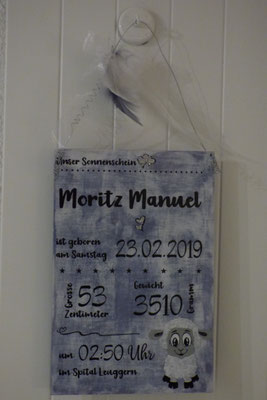 Unser Sonnenschein
Moritz Manuel
ist geboren
am Samstag 23.02.2019
Grösse 53 Zentimeter
Gewicht 3510 Gramm
um 02:50 Uhr
im Spital Leuggern